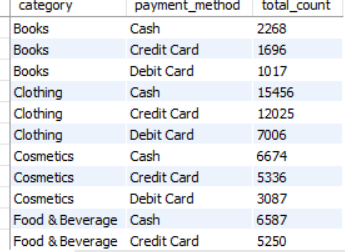 category payment_method total_count
Books Cash 2268
Books Credit Card 1696
Books Debit Card 1017
Clothing Cash 15456
Clothing Credit Card 12025
Clothing Debit Card 7006
Cosmetics Cash 6674
Cosmetics Credit Card 5336
Cosmetics Debit Card 3087
Food & Beverage Cash 6587
Food & Beverage Credit Card 5250